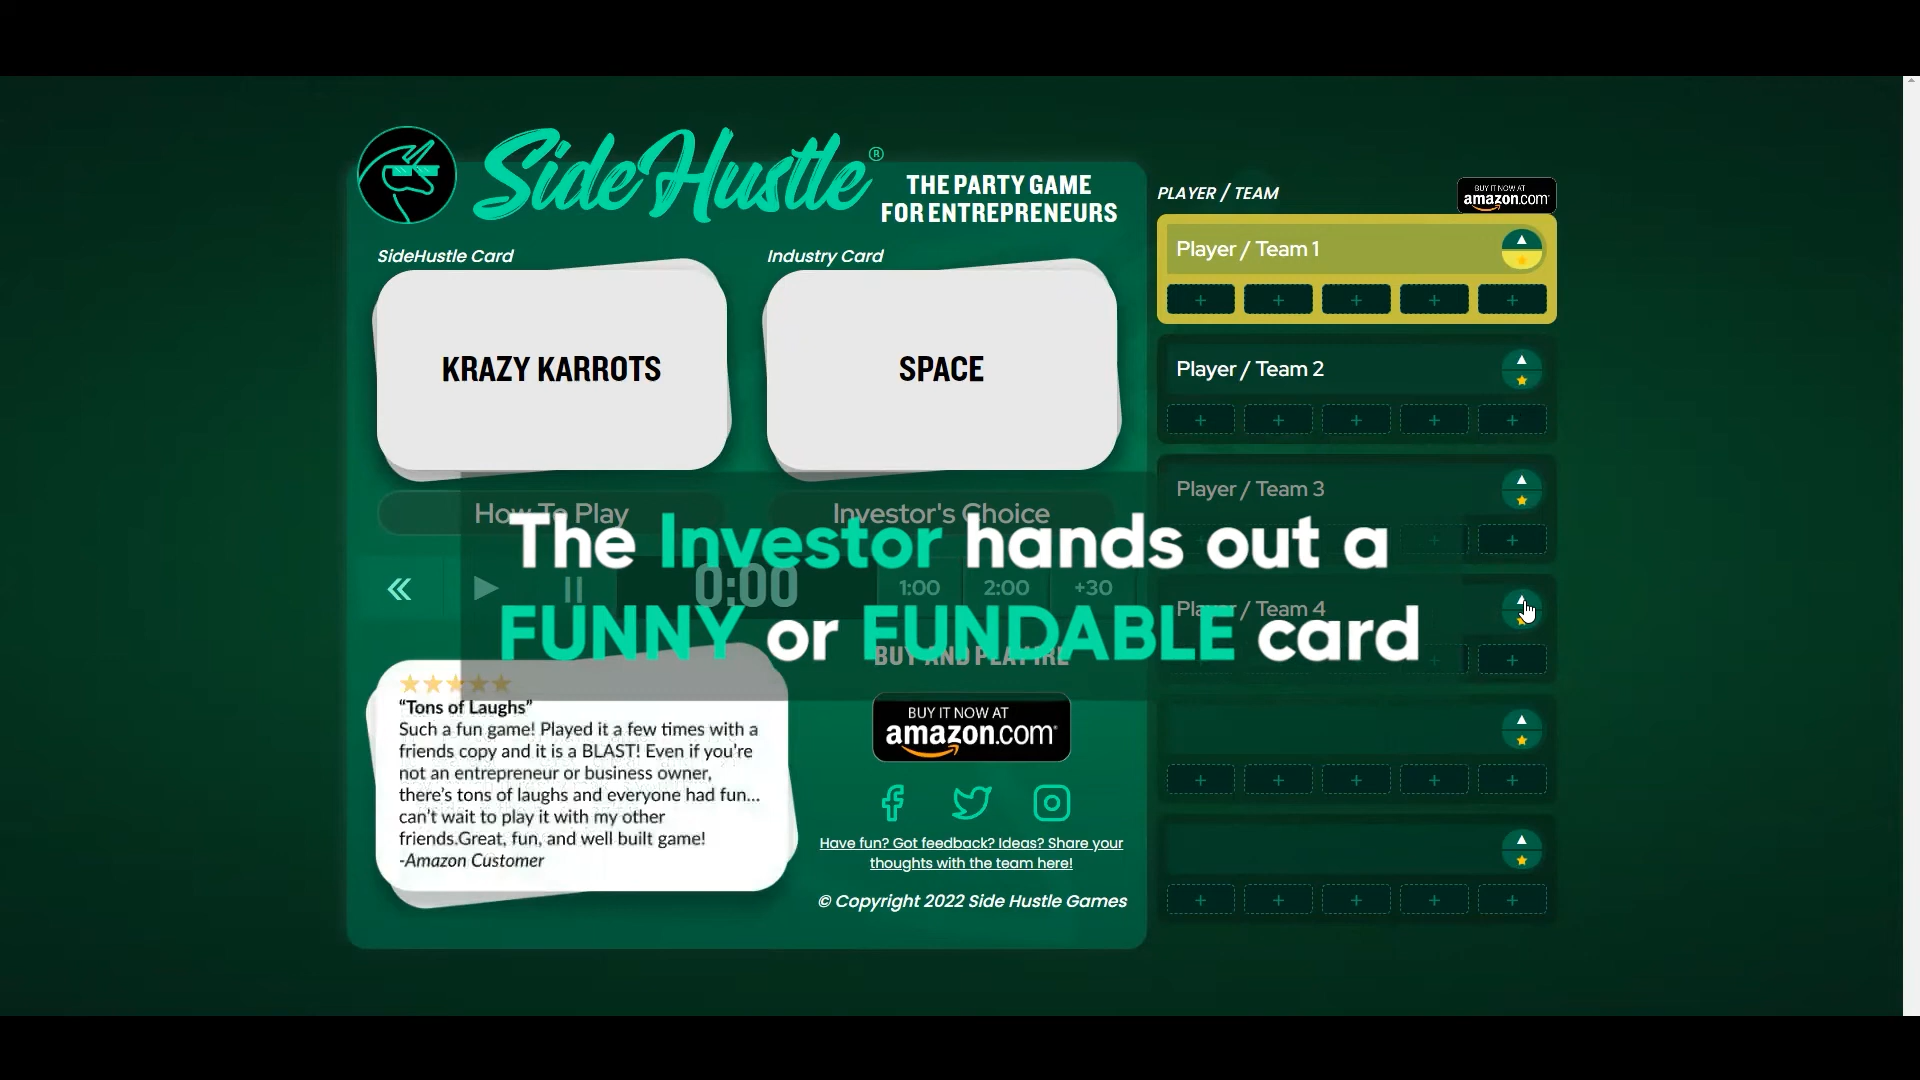 SideHustle®
THE PARTY GAME
FOR ENTREPRENEURS
SideHustle Card
Industry Card
KRAZY KARROTS
SPACE
How To Play
Investor's Choice
0:00
1:00
2:00
+30
The Investor hands out a
FUNNY or FUNDABLE card
“Tons of Laughs”
Such a fun game! Played it a few times with a
friends copy and it is a BLAST! Even if you’re
not an entrepreneur or business owner,
there’s tons of laughs and everyone had fun...
can’t wait to play it with my other
friends.Great, fun, and well built game!
-Amazon Customer
BUY IT NOW AT
amazon.com
Have fun? Got feedback? Ideas? Share your
thoughts with the team here!
© Copyright 2022 Side Hustle Games
PLAYER / TEAM
BUY IT NOW AT
amazon.com
Player / Team 1
+ + + + +
Player / Team 2
+ + + + +
Player / Team 3
+ +
Player / Team 4
+ +
+ + + + +
+ + + + +